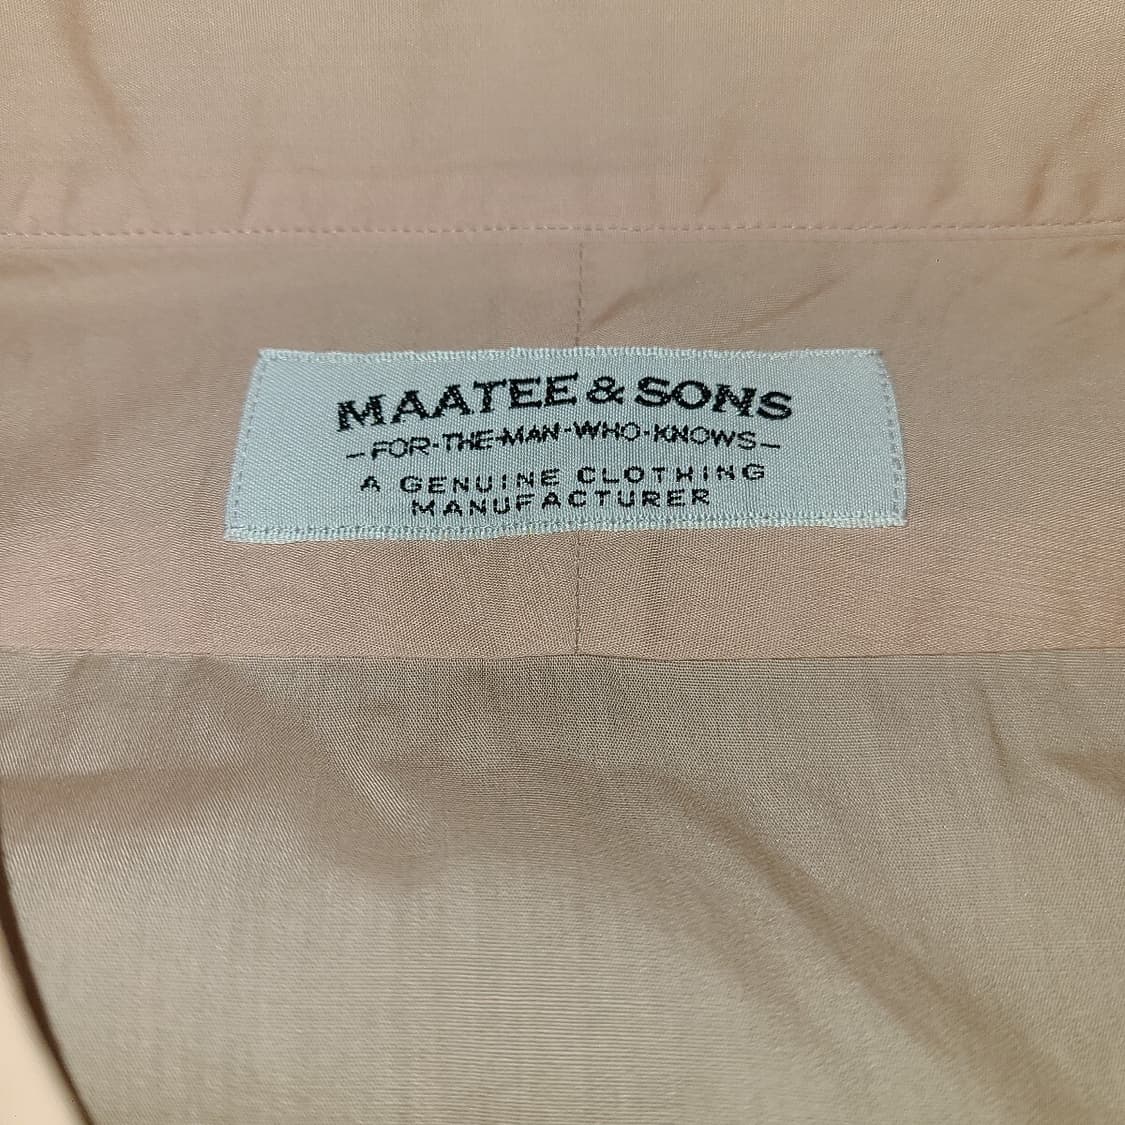 MAATEE & SONS
-FOR-THE-MAN-WHO-KNOWS-
A GENUINE CLOTHING
MANUFACTURER